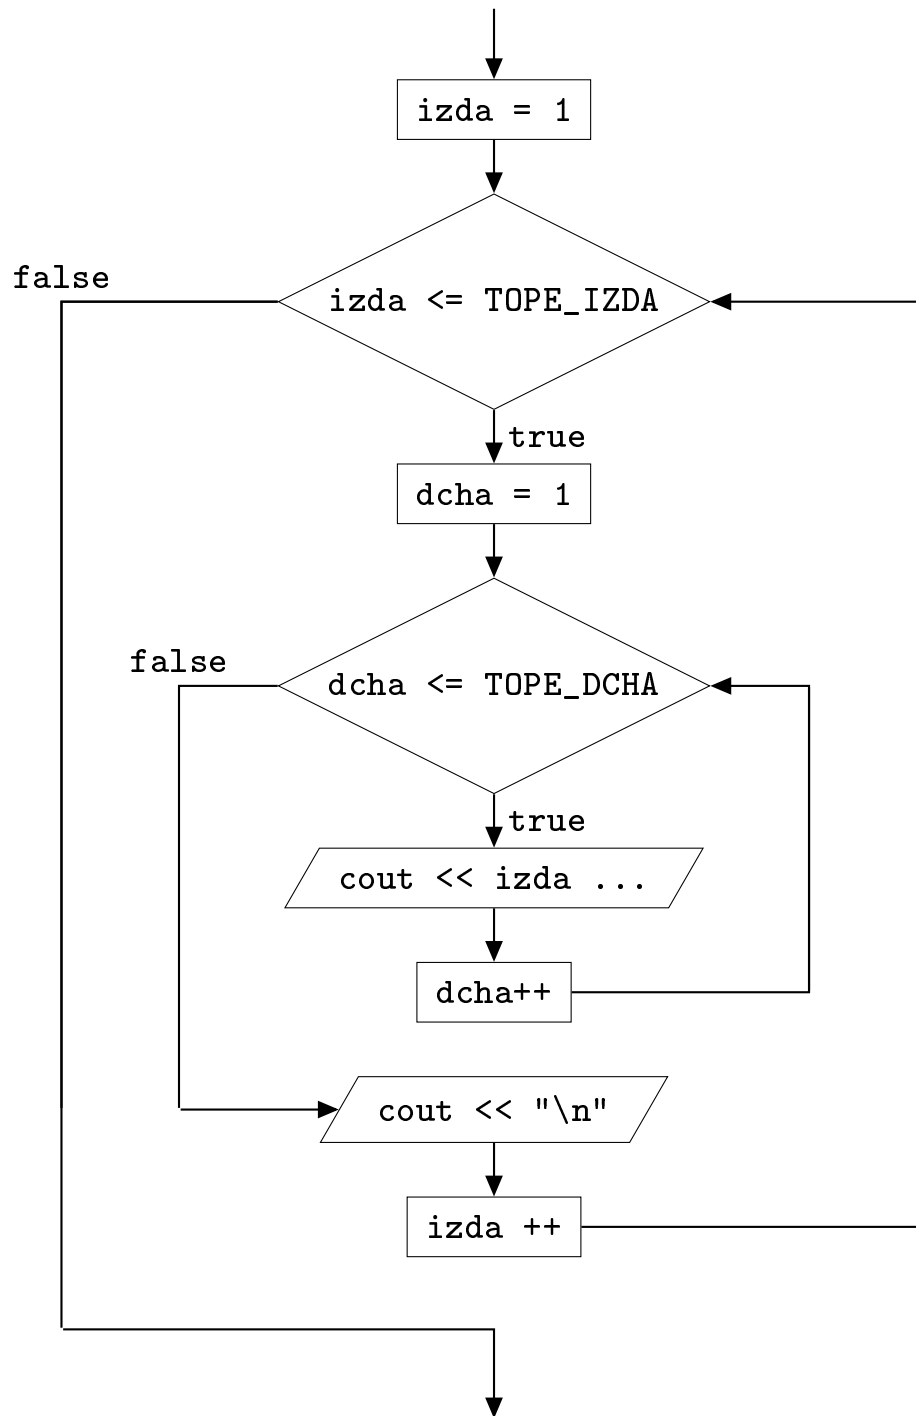 izda = 1
false
izda <= TOPE_IZDA
true
dcha = 1
false
dcha <= TOPE_DCHA
true
cout << izda ...
dcha++
cout << "\n"
izda ++